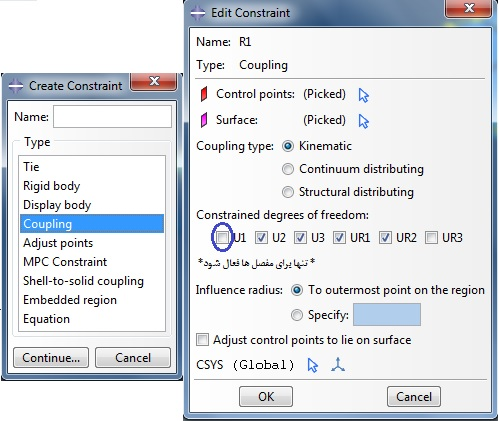 Create Constraint
Name:
Type
Tie
Rigid body
Display body
Coupling
Adjust points
MPC Constraint
Shell-to-solid coupling
Embedded region
Equation
Continue...
Cancel
Edit Constraint
Name: R1
Type: Coupling
Control points: (Picked)
Surface: (Picked)
Coupling type: Kinematic
Continuum distributing
Structural distributing
Constrained degrees of freedom:
U1 U2 U3 UR1 UR2 UR3
*تنها برای مفصل ها فعال شود*
Influence radius: To outermost point on the region
Specify:
Adjust control points to lie on surface
CSYS (Global)
OK
Cancel